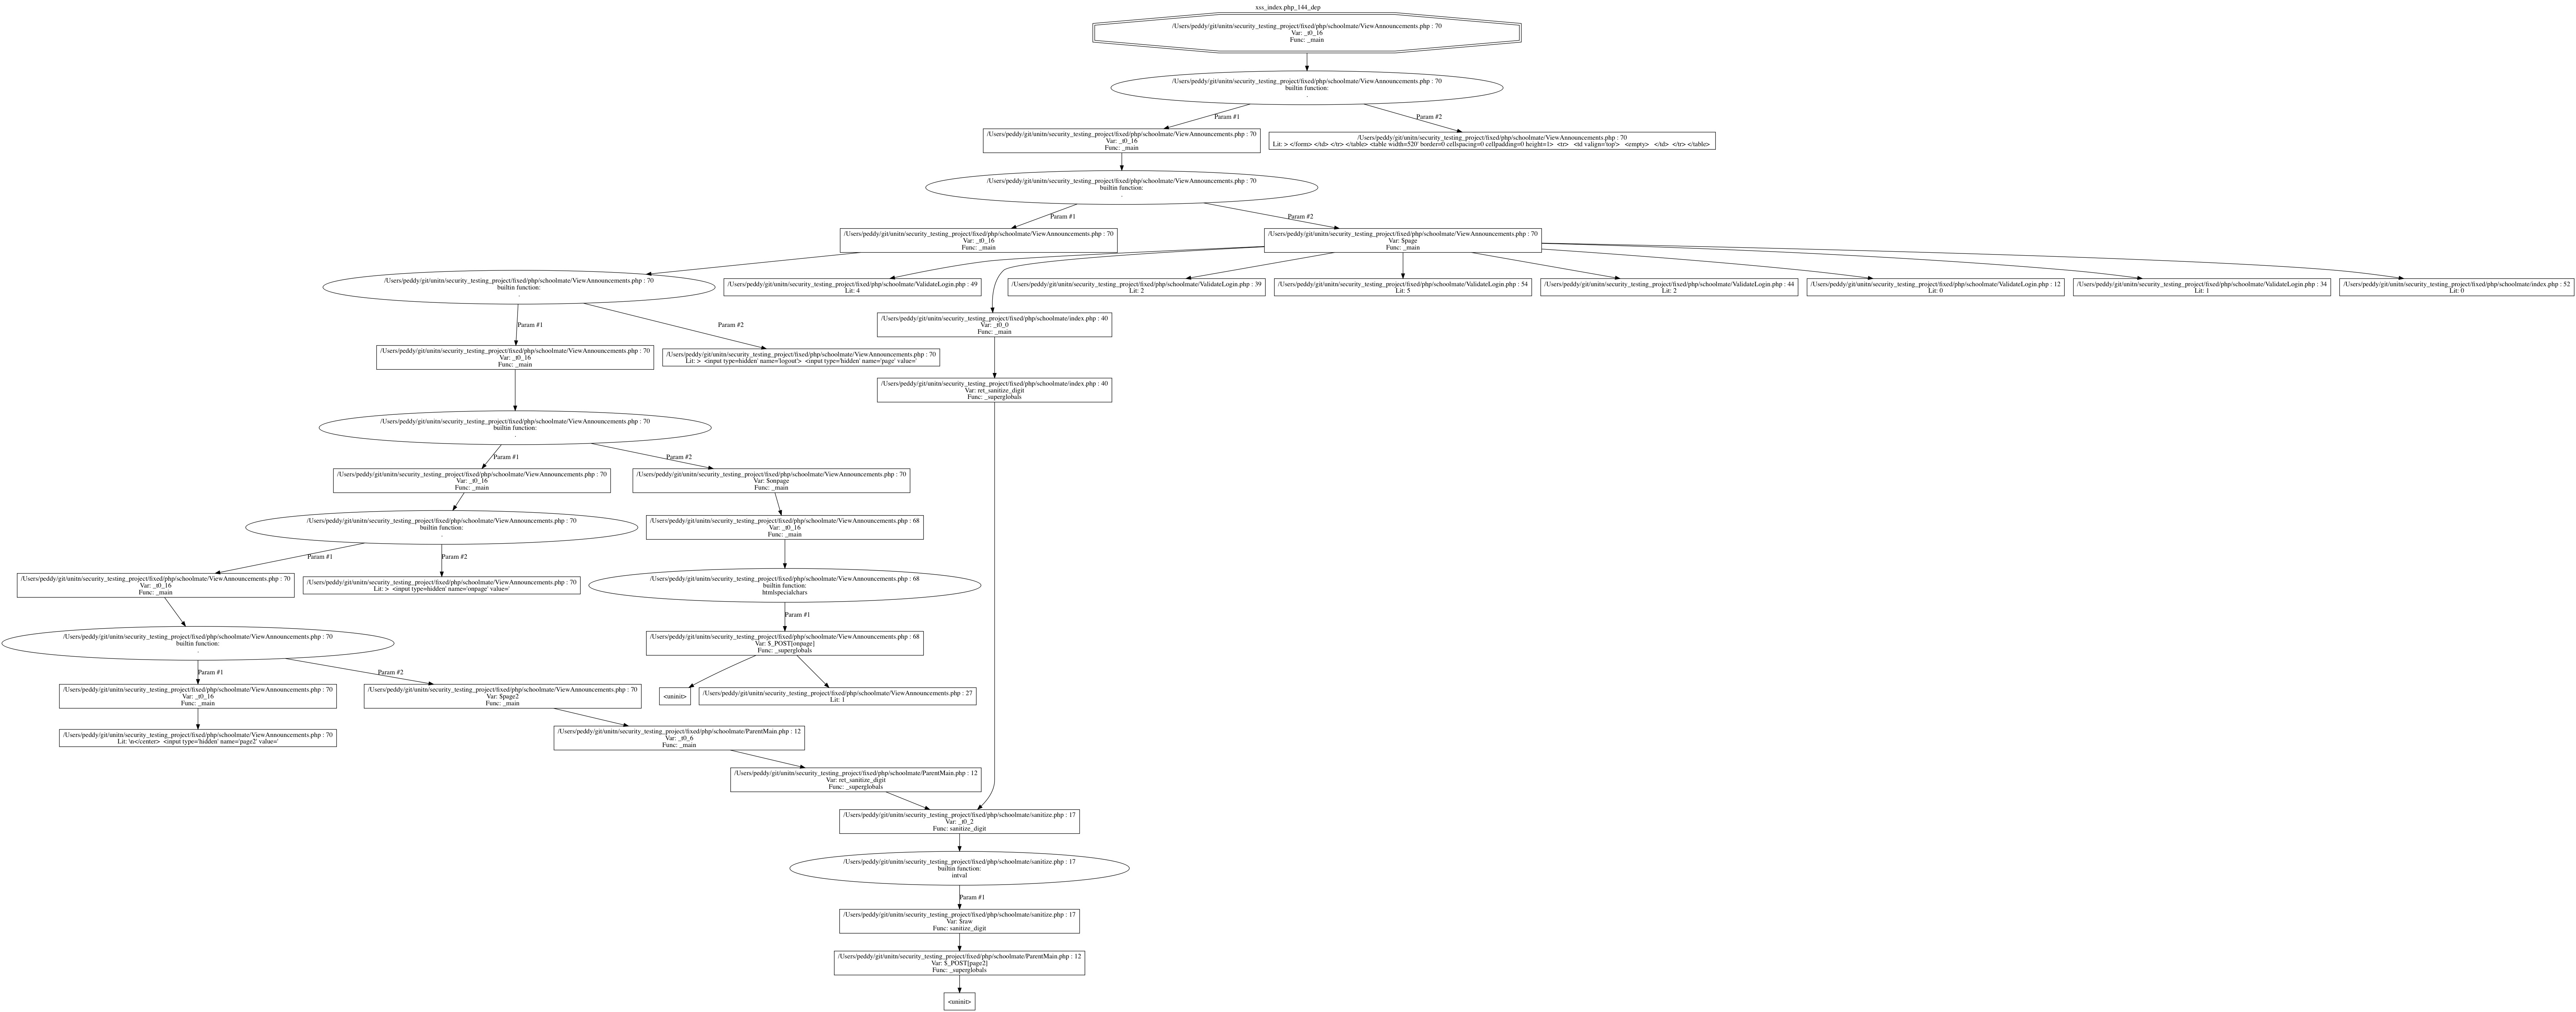 xss_index.php_144_dep
/Users/peddy/git/unitn/security_testing_project/fixed/php/schoolmate/ViewAnnouncements.php : 70
Var: _t0_16
Func: _main
/Users/peddy/git/unitn/security_testing_project/fixed/php/schoolmate/ViewAnnouncements.php : 70
builtin function:
.
Param #1
Param #2
/Users/peddy/git/unitn/security_testing_project/fixed/php/schoolmate/ViewAnnouncements.php : 70
Var: _t0_16
Func: _main
/Users/peddy/git/unitn/security_testing_project/fixed/php/schoolmate/ViewAnnouncements.php : 70
Lit: > </form> </td> </tr> </table> <table width=520' border=0 cellspacing=0 cellpadding=0 height=1> <tr> <td valign='top'> <empty> </td> </tr> </table>
/Users/peddy/git/unitn/security_testing_project/fixed/php/schoolmate/ViewAnnouncements.php : 70
builtin function:
.
Param #1
Param #2
/Users/peddy/git/unitn/security_testing_project/fixed/php/schoolmate/ViewAnnouncements.php : 70
Var: _t0_16
Func: _main
/Users/peddy/git/unitn/security_testing_project/fixed/php/schoolmate/ViewAnnouncements.php : 70
Var: $page
Func: _main
/Users/peddy/git/unitn/security_testing_project/fixed/php/schoolmate/ViewAnnouncements.php : 70
builtin function:
.
/Users/peddy/git/unitn/security_testing_project/fixed/php/schoolmate/ValidateLogin.php : 49
Lit: 4
/Users/peddy/git/unitn/security_testing_project/fixed/php/schoolmate/ValidateLogin.php : 39
Lit: 2
/Users/peddy/git/unitn/security_testing_project/fixed/php/schoolmate/ValidateLogin.php : 54
Lit: 5
/Users/peddy/git/unitn/security_testing_project/fixed/php/schoolmate/ValidateLogin.php : 44
Lit: 2
/Users/peddy/git/unitn/security_testing_project/fixed/php/schoolmate/ValidateLogin.php : 12
Lit: 0
/Users/peddy/git/unitn/security_testing_project/fixed/php/schoolmate/ValidateLogin.php : 34
Lit: 1
/Users/peddy/git/unitn/security_testing_project/fixed/php/schoolmate/index.php : 52
Lit: 0
Param #1
Param #2
/Users/peddy/git/unitn/security_testing_project/fixed/php/schoolmate/index.php : 40
Var: _t0_0
Func: _main
/Users/peddy/git/unitn/security_testing_project/fixed/php/schoolmate/ViewAnnouncements.php : 70
Var: _t0_16
Func: _main
/Users/peddy/git/unitn/security_testing_project/fixed/php/schoolmate/ViewAnnouncements.php : 70
Lit: > <input type=hidden' name='logout'> <input type='hidden' name='page' value='
/Users/peddy/git/unitn/security_testing_project/fixed/php/schoolmate/index.php : 40
Var: ret_sanitize_digit
Func: _superglobals
/Users/peddy/git/unitn/security_testing_project/fixed/php/schoolmate/ViewAnnouncements.php : 70
builtin function:
.
Param #1
Param #2
/Users/peddy/git/unitn/security_testing_project/fixed/php/schoolmate/ViewAnnouncements.php : 70
Var: _t0_16
Func: _main
/Users/peddy/git/unitn/security_testing_project/fixed/php/schoolmate/ViewAnnouncements.php : 70
Var: $onpage
Func: _main
/Users/peddy/git/unitn/security_testing_project/fixed/php/schoolmate/ViewAnnouncements.php : 70
builtin function:
.
/Users/peddy/git/unitn/security_testing_project/fixed/php/schoolmate/ViewAnnouncements.php : 68
Var: _t0_16
Func: _main
Param #1
Param #2
/Users/peddy/git/unitn/security_testing_project/fixed/php/schoolmate/ViewAnnouncements.php : 70
Var: _t0_16
Func: _main
/Users/peddy/git/unitn/security_testing_project/fixed/php/schoolmate/ViewAnnouncements.php : 70
Lit: > <input type=hidden' name='onpage' value='
/Users/peddy/git/unitn/security_testing_project/fixed/php/schoolmate/ViewAnnouncements.php : 68
builtin function:
htmlspecialchars
Param #1
/Users/peddy/git/unitn/security_testing_project/fixed/php/schoolmate/ViewAnnouncements.php : 70
builtin function:
.
/Users/peddy/git/unitn/security_testing_project/fixed/php/schoolmate/ViewAnnouncements.php : 68
Var: $_POST[onpage]
Func: _superglobals
Param #1
Param #2
/Users/peddy/git/unitn/security_testing_project/fixed/php/schoolmate/ViewAnnouncements.php : 70
Var: _t0_16
Func: _main
/Users/peddy/git/unitn/security_testing_project/fixed/php/schoolmate/ViewAnnouncements.php : 70
Var: $page2
Func: _main
<uninit>
/Users/peddy/git/unitn/security_testing_project/fixed/php/schoolmate/ViewAnnouncements.php : 27
Lit: 1
/Users/peddy/git/unitn/security_testing_project/fixed/php/schoolmate/ViewAnnouncements.php : 70
Lit: \n</center> <input type='hidden' name='page2' value='
/Users/peddy/git/unitn/security_testing_project/fixed/php/schoolmate/ParentMain.php : 12
Var: _t0_6
Func: _main
/Users/peddy/git/unitn/security_testing_project/fixed/php/schoolmate/ParentMain.php : 12
Var: ret_sanitize_digit
Func: _superglobals
/Users/peddy/git/unitn/security_testing_project/fixed/php/schoolmate/sanitize.php : 17
Var: _t0_2
Func: sanitize_digit
/Users/peddy/git/unitn/security_testing_project/fixed/php/schoolmate/sanitize.php : 17
builtin function:
intval
Param #1
/Users/peddy/git/unitn/security_testing_project/fixed/php/schoolmate/sanitize.php : 17
Var: $raw
Func: sanitize_digit
/Users/peddy/git/unitn/security_testing_project/fixed/php/schoolmate/ParentMain.php : 12
Var: $_POST[page2]
Func: _superglobals
<uninit>